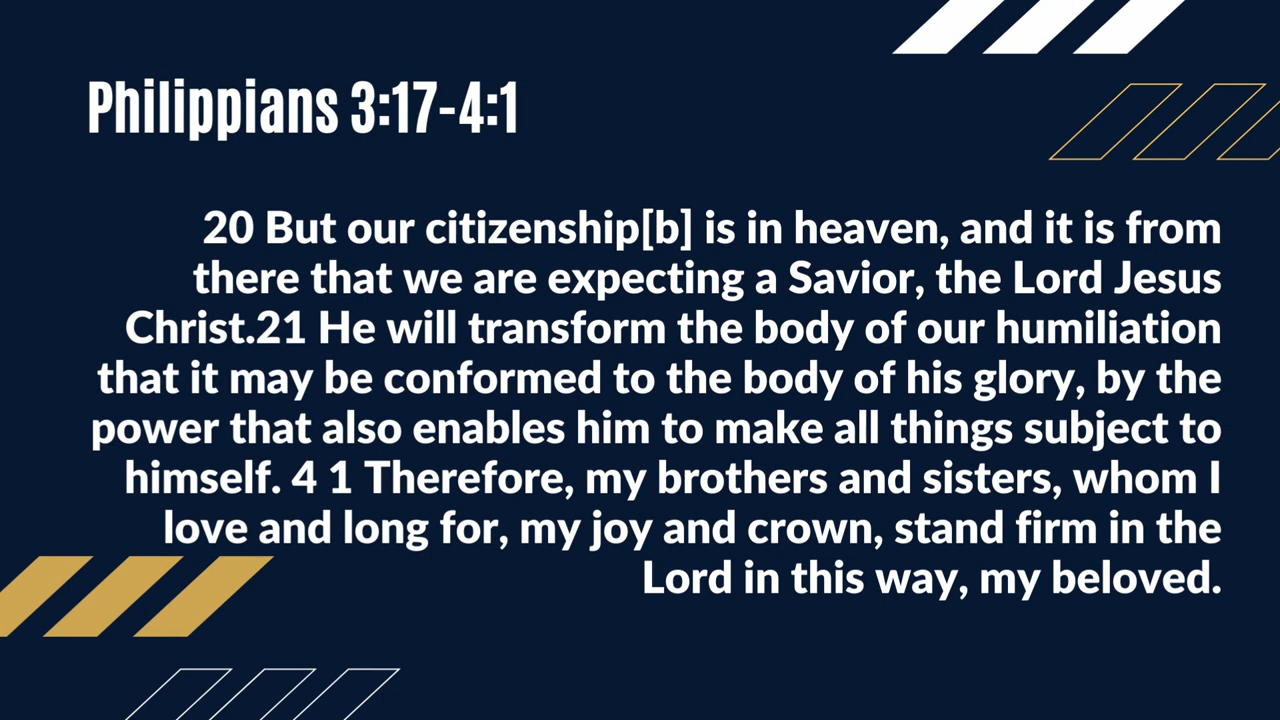 Philippians 3:17-4:1
20 But our citizenship[b] is in heaven, and it is from
there that we are expecting a Savior, the Lord Jesus
Christ.21 He will transform the body of our humiliation
that it may be conformed to the body of his glory, by the
power that also enables him to make all things subject to
himself. 4 1 Therefore, my brothers and sisters, whom I
love and long for, my joy and crown, stand firm in the
Lord in this way, my beloved.